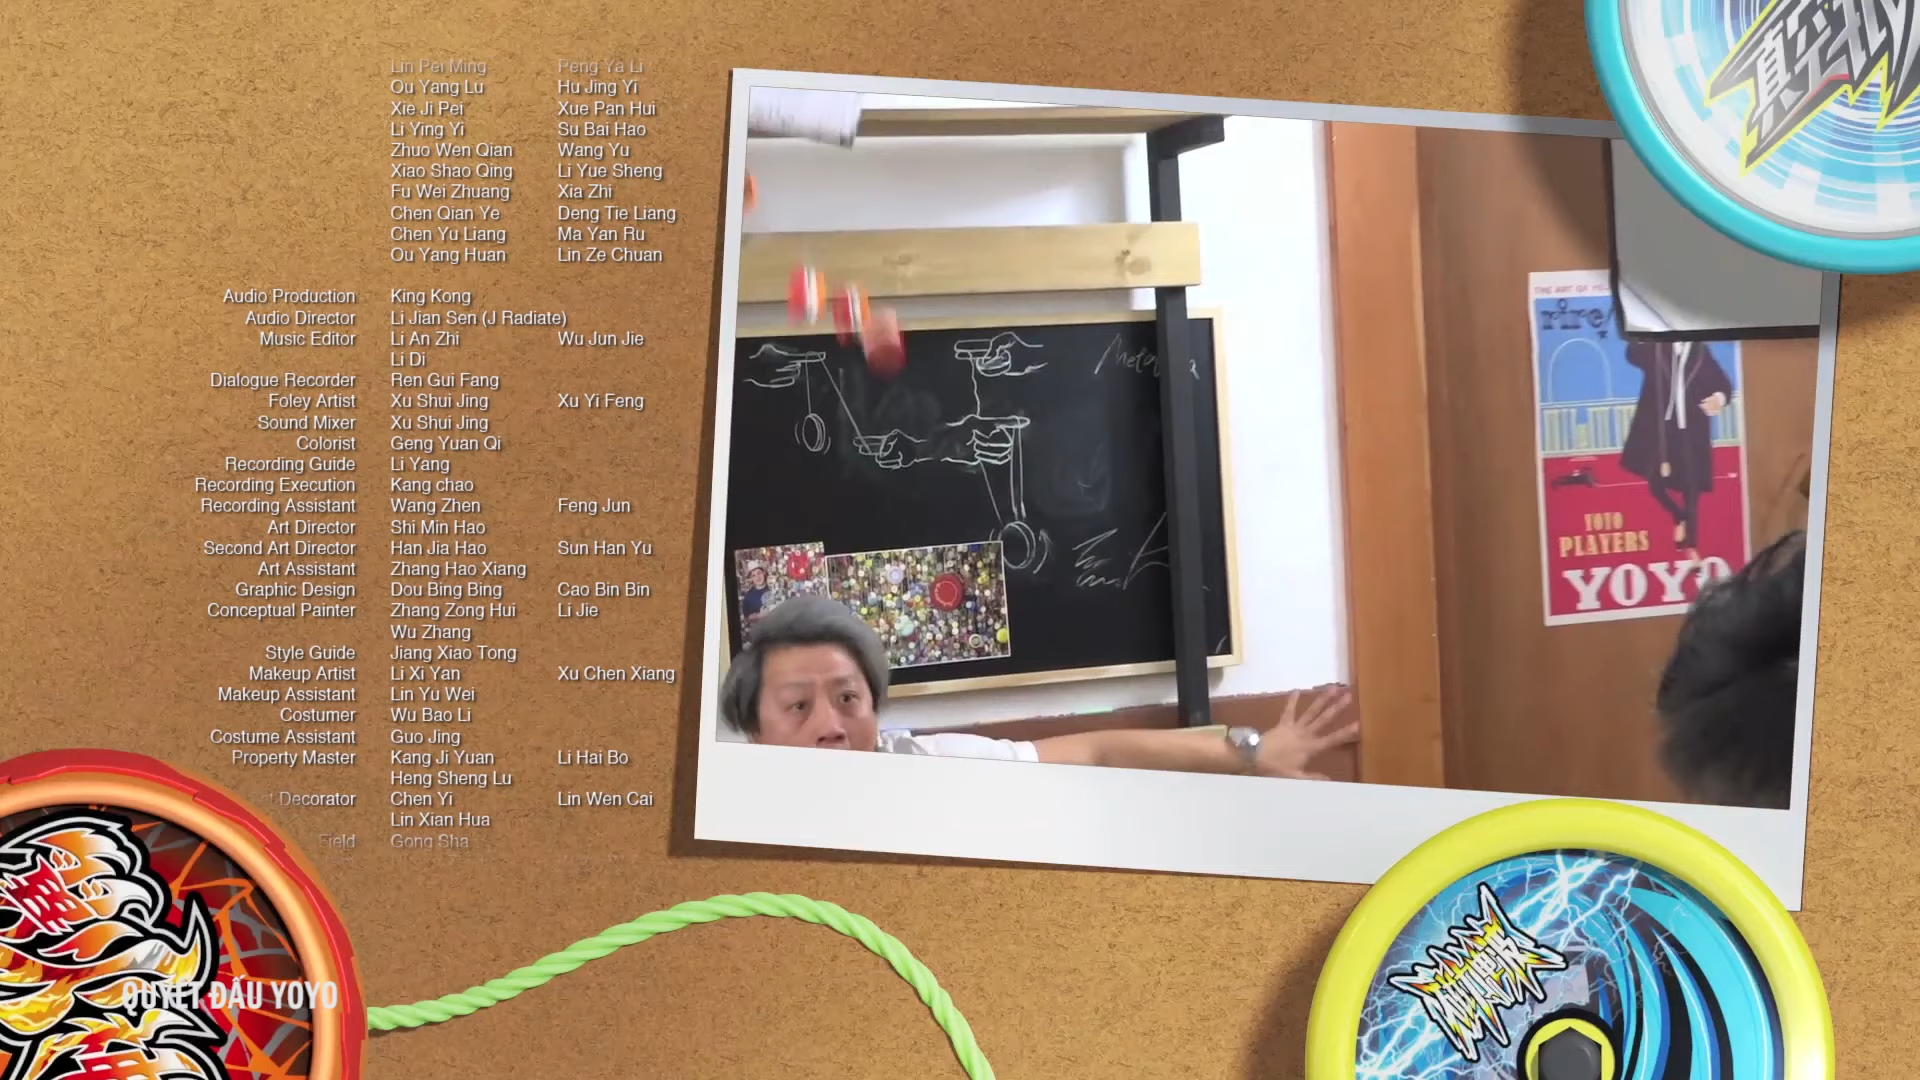 Lin Pei Ming Peng Ya Li
Ou Yang Lu Hu Jing Yi
Xie Ji Pei Xue Pan Hui
Li Ying Yi Su Bai Hao
Zhuo Wen Qian Wang Yu
Xiao Shao Qing Li Yue Sheng
Fu Wei Zhuang Xia Zhi
Chen Qian Ye Deng Tie Liang
Chen Yu Liang Ma Yan Ru
Ou Yang Huan Lin Ze Chuan
Audio Production King Kong
Audio Director Li Jian Sen (J Radiate)
Music Editor Li An Zhi Wu Jun Jie
Li Di
Dialogue Recorder Ren Gui Fang
Foley Artist Xu Shui Jing Xu Yi Feng
Sound Mixer Xu Shui Jing
Colorist Geng Yuan Qi
Recording Guide Li Yang
Recording Execution Kang chao
Recording Assistant Wang Zhen Feng Jun
Art Director Shi Min Hao
Second Art Director Han Jia Hao Sun Han Yu
Art Assistant Zhang Hao Xiang
Graphic Design Dou Bing Bing Cao Bin Bin
Conceptual Painter Zhang Zong Hui Li Jie
Wu Zhang
Style Guide Jiang Xiao Tong
Makeup Artist Li Xi Yan Xu Chen Xiang
Makeup Assistant Lin Yu Wei
Costumer Wu Bao Li
Costume Assistant Guo Jing
Property Master Kang Ji Yuan Li Hai Bo
Heng Sheng Lu
Decorator Chen Yi Lin Wen Cai
Lin Xian Hua
Field Gong Sha
THE ART OF
YOYO
PLAYERS
YOYO
真空
QUYẾT ĐẤU YOYO